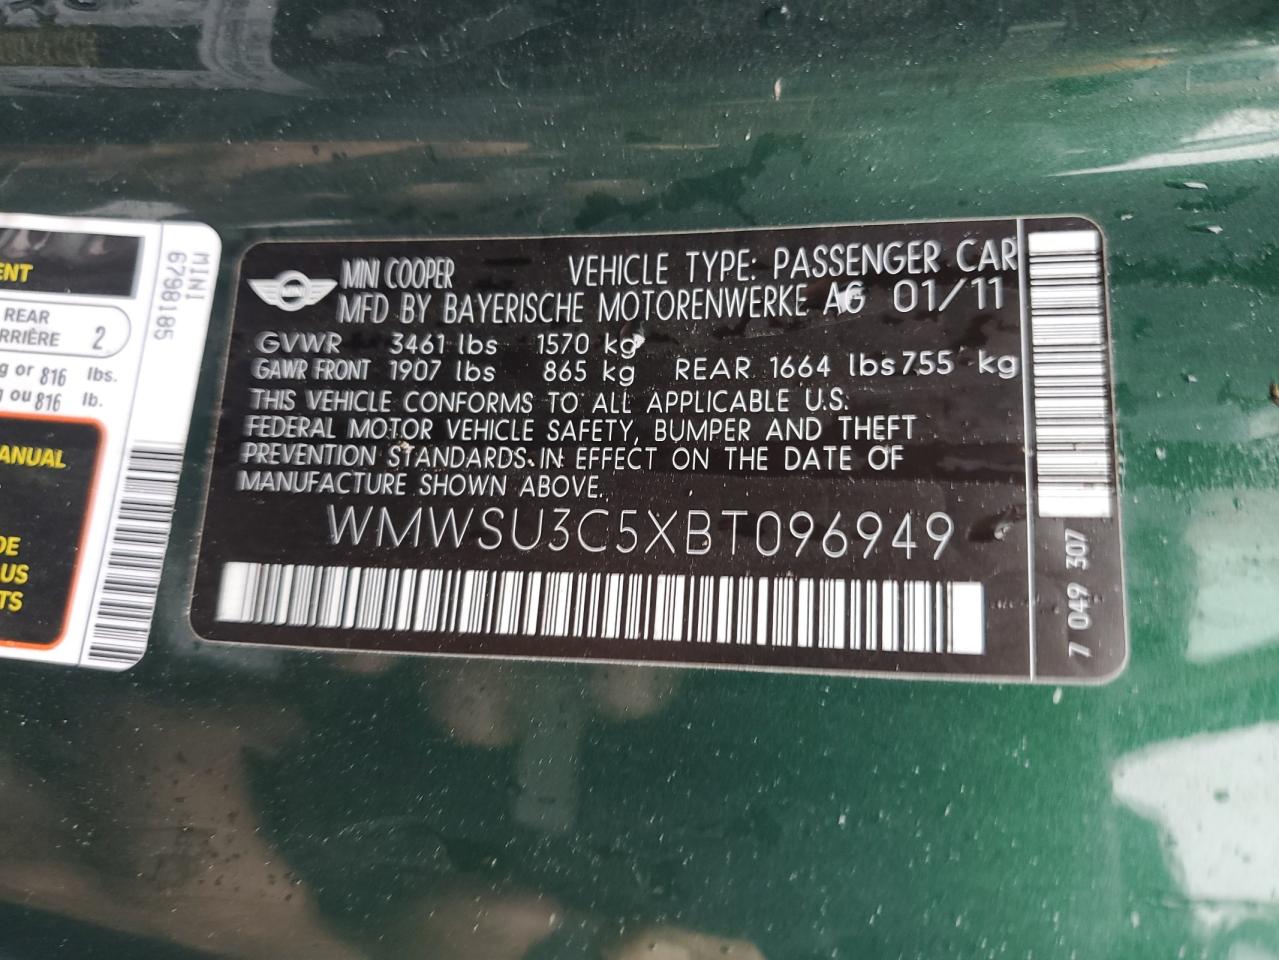 ENT
REAR
RRIÈRE 2
g or 816 lbs.
ou 816 lb.
ANUAL
DE
US
TS
MINI
6798185
MINI COOPER VEHICLE TYPE: PASSENGER CAR
MFD BY BAYERISCHE MOTORENWERKE AG 01/11
GVWR 3461 lbs 1570 kg
GAWR FRONT 1907 lbs 865 kg REAR 1664 lbs 755 kg
THIS VEHICLE CONFORMS TO ALL APPLICABLE U.S.
FEDERAL MOTOR VEHICLE SAFETY, BUMPER AND THEFT
PREVENTION STANDARDS IN EFFECT ON THE DATE OF
MANUFACTURE SHOWN ABOVE.
WMWSU3C5XBT096949
7 049 307